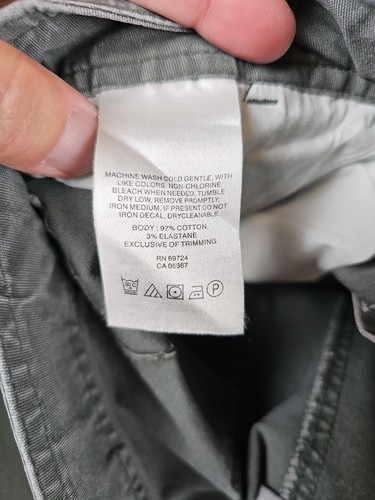 MACHINE WASH COLD GENTLE, WITH
LIKE COLORS, NON-CHLORINE
BLEACH WHEN NEEDED, TUMBLE
DRY LOW, REMOVE PROMPTLY,
IRON MEDIUM, IF PRESENT DO NOT
IRON DECAL, DRYCLEANABLE
BODY: 97% COTTON
3% ELASTANE
EXCLUSIVE OF TRIMMING
RN 69724
CA 05367
P